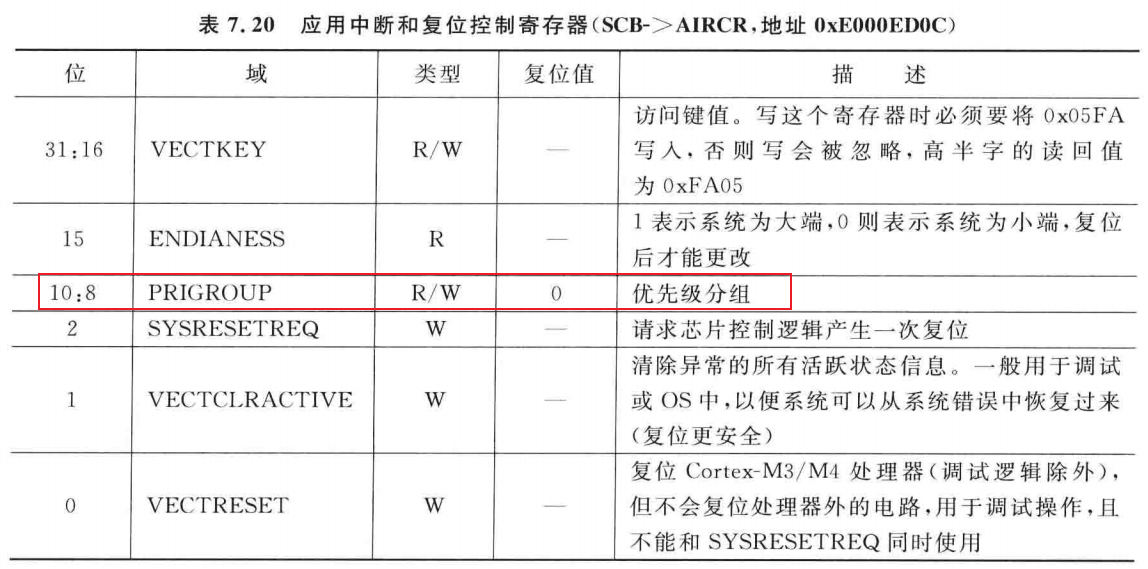 表 7.20 应用中断和复位控制寄存器(SCB->AIRCR,地址 0xE000ED0C)
位 域 类型 复位值 描 述
31:16 VECTKEY R/W — 访问键值。写这个寄存器时必须要将 0x05FA
写入,否则写会被忽略,高半字的读回值
为 0xFA05
15 ENDIANESS R — 1 表示系统为大端,0 则表示系统为小端,复位
后才能更改
10:8 PRIGROUP R/W 0 优先级分组
2 SYSRESETREQ W — 请求芯片控制逻辑产生一次复位
1 VECTCLRACTIVE W — 清除异常的所有活跃状态信息。一般用于调试
或 OS 中,以便系统可以从系统错误中恢复过来
(复位更安全)
0 VECTRESET W — 复位 Cortex-M3/M4 处理器(调试逻辑除外),
但不会复位处理器外的电路,用于调试操作,且
不能和 SYSRESETREQ 同时使用